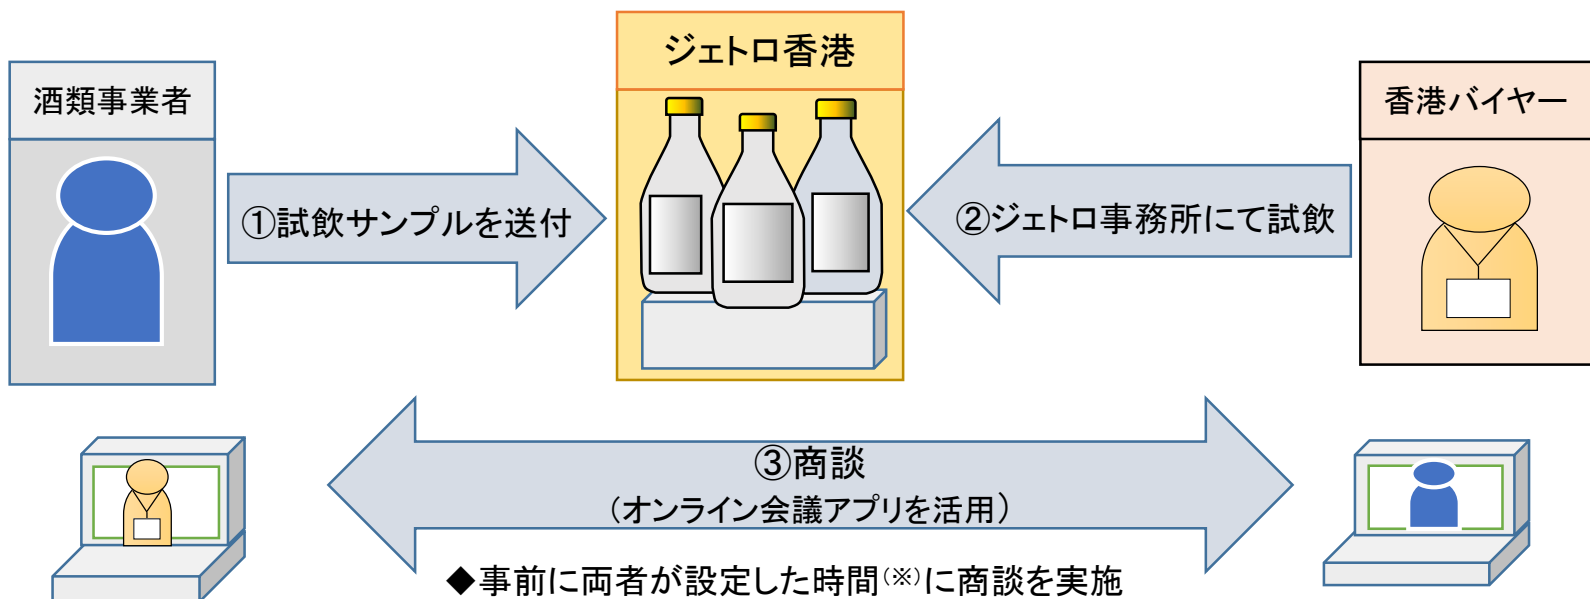 ジェトロ香港
酒類事業者
香港バイヤー
①試飲サンプルを送付
②ジェトロ事務所にて試飲
③商談
（オンライン会議アプリを活用）
◆事前に両者が設定した時間(※)に商談を実施